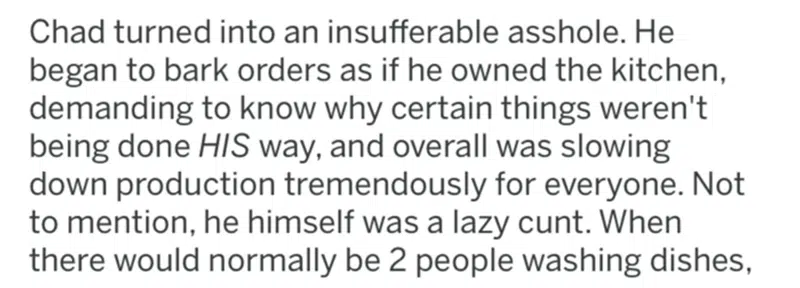 Chad turned into an insufferable asshole. He
began to bark orders as if he owned the kitchen,
demanding to know why certain things weren't
being done HIS way, and overall was slowing
down production tremendously for everyone. Not
to mention, he himself was a lazy cunt. When
there would normally be 2 people washing dishes,